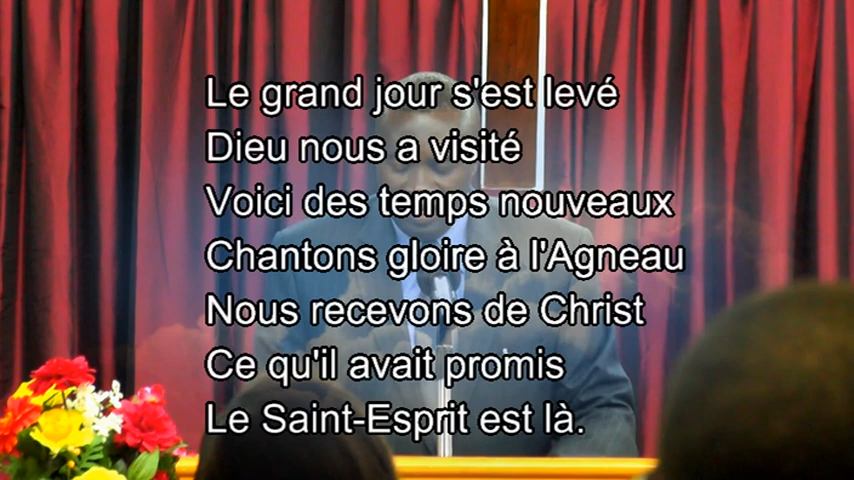 Le grand jour s'est levé
Dieu nous a visité
Voici des temps nouveaux
Chantons gloire à l'Agneau
Nous recevons de Christ
Ce qu'il avait promis
Le Saint-Esprit est là.